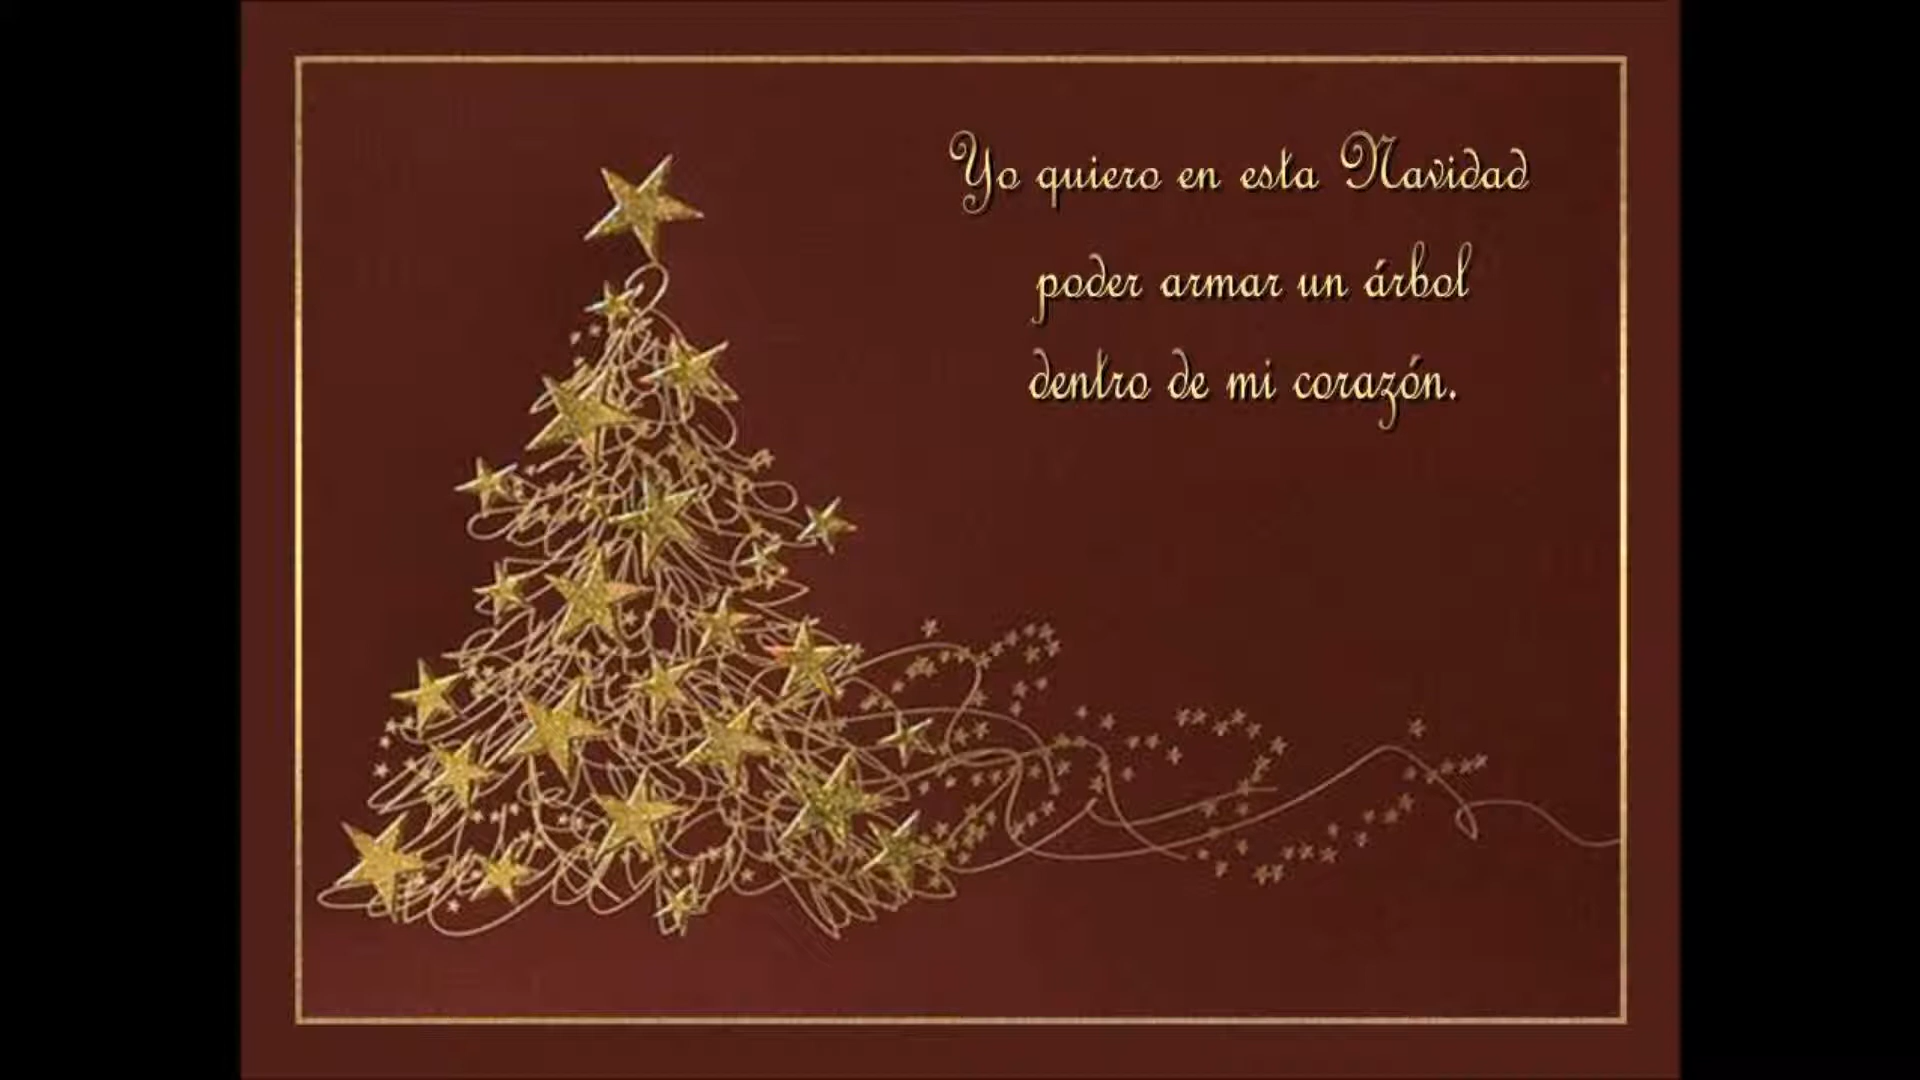 Yo quiero en esta Navidad
poder armar un árbol
dentro de mi corazón.